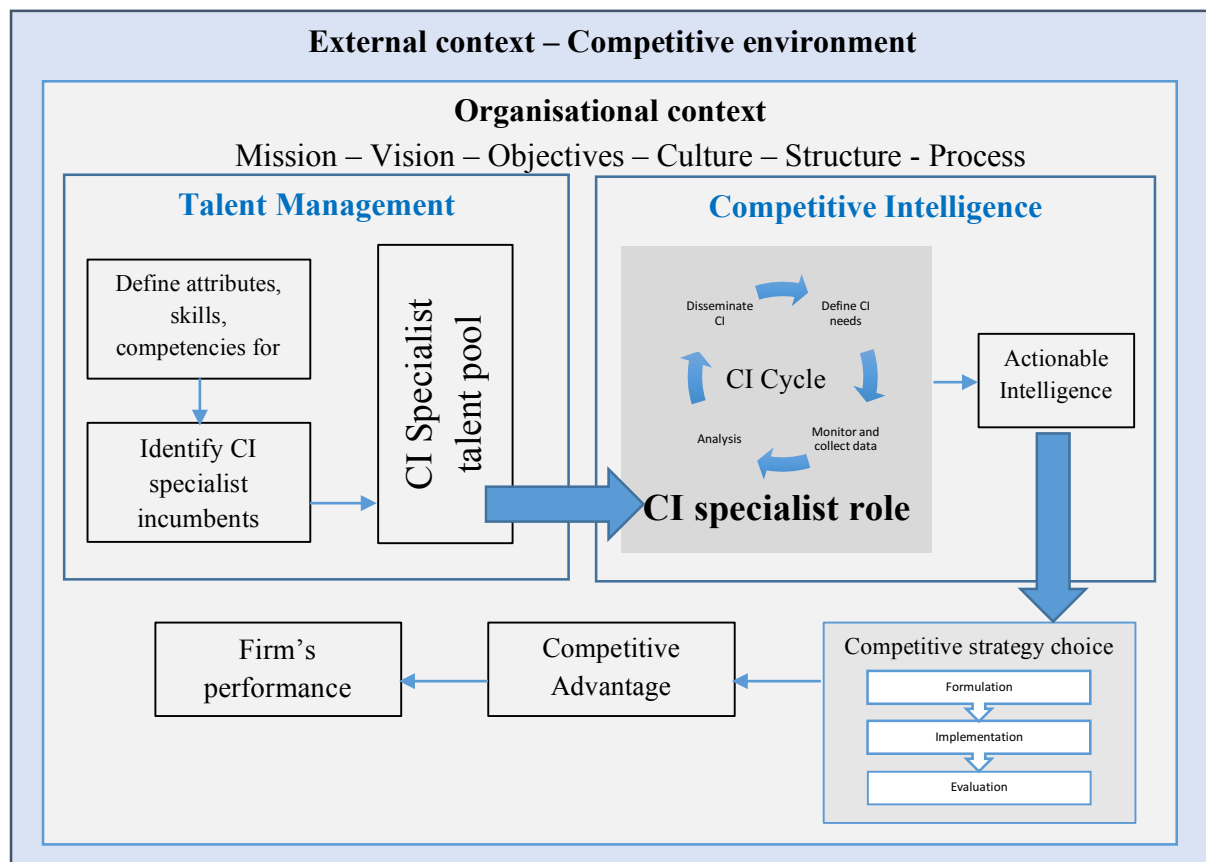 External context – Competitive environment
Organisational context
Mission – Vision – Objectives – Culture – Structure - Process
Talent Management
Define attributes,
skills,
competencies for
Identify CI
specialist
incumbents
CI Specialist
talent pool
Competitive Intelligence
Disseminate
CI
Define CI
needs
CI Cycle
Analysis
Monitor and
collect data
CI specialist role
Actionable
Intelligence
Firm's
performance
Competitive
Advantage
Competitive strategy choice
Formulation
Implementation
Evaluation